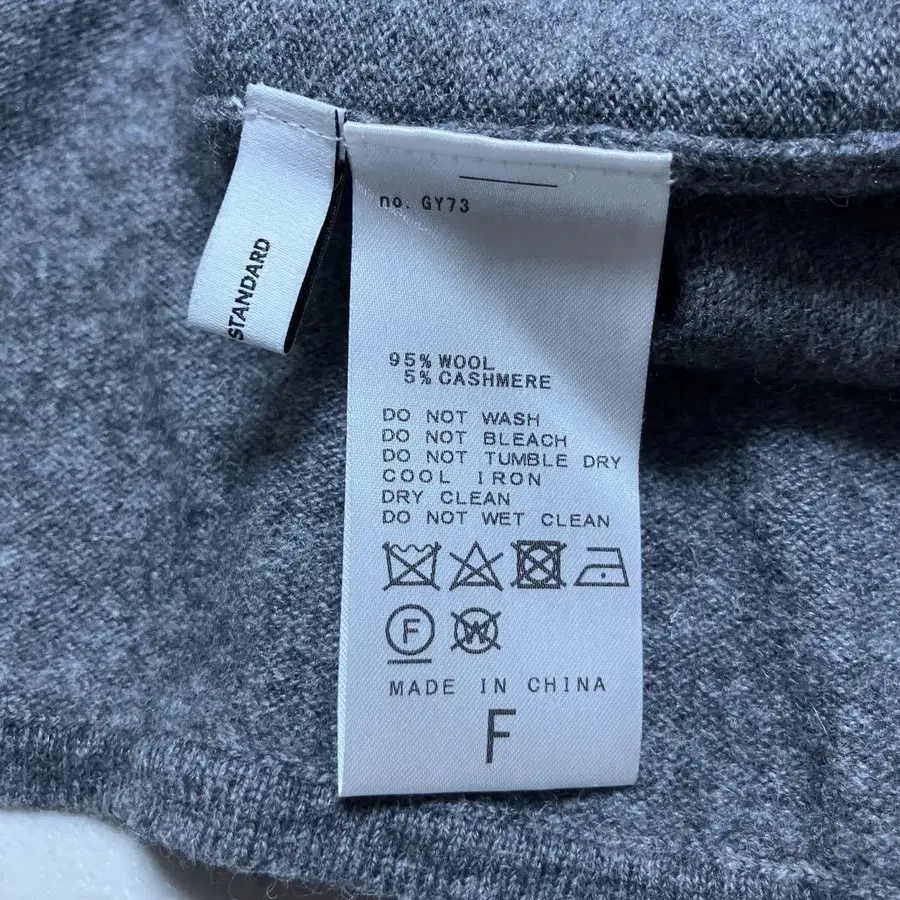 STANDARD
no. GY73
95% WOOL
5% CASHMERE
DO NOT WASH
DO NOT BLEACH
DO NOT TUMBLE DRY
COOL IRON
DRY CLEAN
DO NOT WET CLEAN
F W
MADE IN CHINA
F